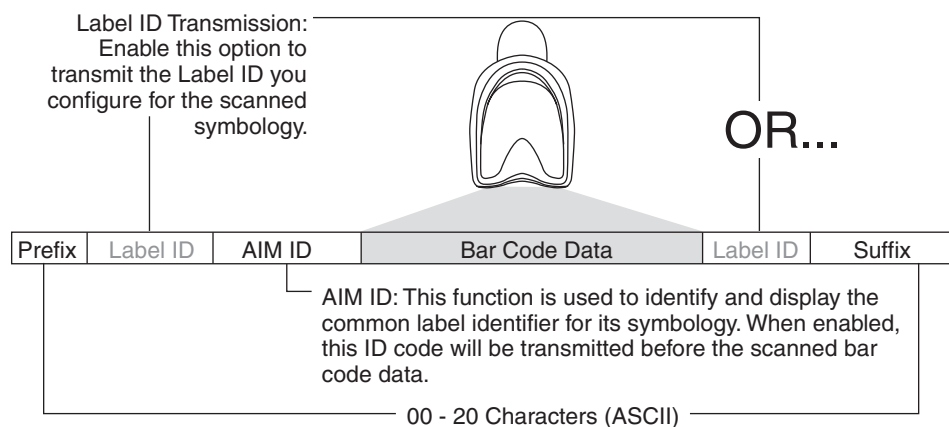 Label ID Transmission:
Enable this option to
transmit the Label ID you
configure for the scanned
symbology.
OR...
Prefix Label ID AIM ID Bar Code Data Label ID Suffix
AIM ID: This function is used to identify and display the
common label identifier for its symbology. When enabled,
this ID code will be transmitted before the scanned bar
code data.
00 - 20 Characters (ASCII)